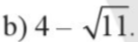 b) 4 – √11.